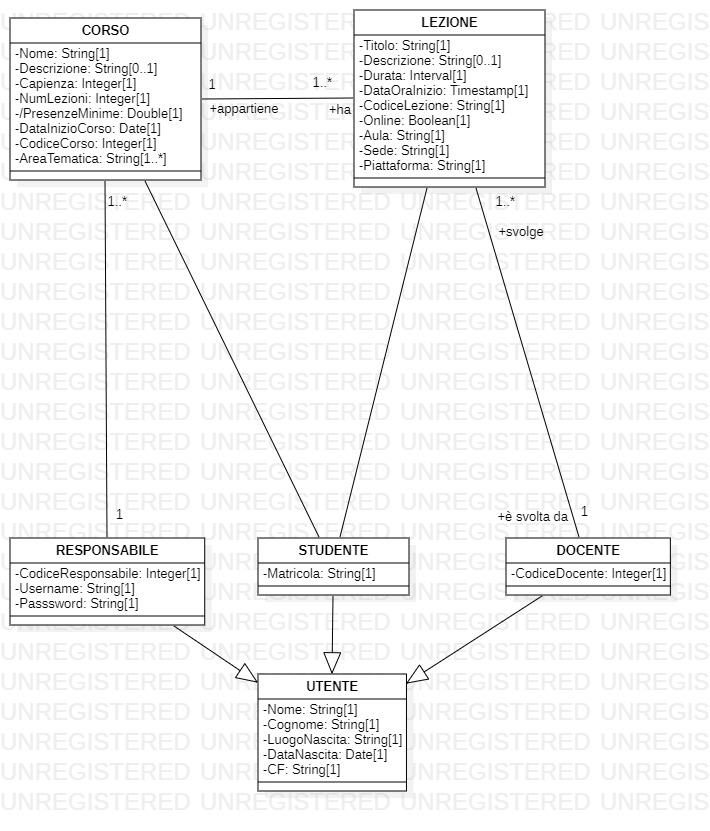 CORSO
-Nome: String[1]
-Descrizione: String[0..1]
-Capienza: Integer[1]
-NumLezioni: Integer[1]
-/PresenzeMinime: Double[1]
-DataInizioCorso: Date[1]
-CodiceCorso: Integer[1]
-AreaTematica: String[1..*]
LEZIONE
-Titolo: String[1]
-Descrizione: String[0..1]
-Durata: Interval[1]
-DataOraInizio: Timestamp[1]
-CodiceLezione: String[1]
-Online: Boolean[1]
-Aula: String[1]
-Sede: String[1]
-Piattaforma: String[1]
1
1..*
+appartiene
+ha
1..*
1..*
+svolge
1
+è svolta da
1
RESPONSABILE
-CodiceResponsabile: Integer[1]
-Username: String[1]
-Passsword: String[1]
STUDENTE
-Matricola: String[1]
DOCENTE
-CodiceDocente: Integer[1]
UTENTE
-Nome: String[1]
-Cognome: String[1]
-LuogoNascita: String[1]
-DataNascita: Date[1]
-CF: String[1]
UNREGISTERED